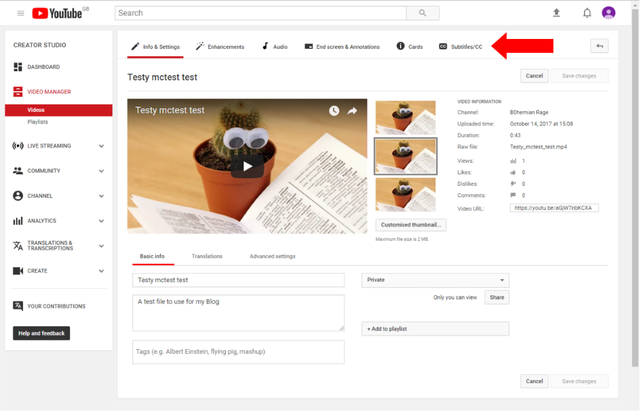 YouTube GB
Search
CREATOR STUDIO
DASHBOARD
VIDEO MANAGER
Videos
Playlists
LIVE STREAMING
COMMUNITY
CHANNEL
ANALYTICS
TRANSLATIONS &
TRANSCRIPTIONS
CREATE
YOUR CONTRIBUTIONS
Help and feedback
Info & Settings
Enhancements
Audio
End screen & Annotations
Cards
Subtitles/CC
Testy mctest test
Cancel
Save changes
Testy mctest test
Customised thumbnail...
Maximum file size is 2 MB.
VIDEO INFORMATION
Channel: B0hemian Rage
Uploaded time: October 14, 2017 at 15:08
Duration: 0:43
Raw file: Testy_mctest_test.mp4
Views: 1
Likes: 0
Dislikes: 0
Comments: 0
Video URL:
Basic info
Translations
Advanced settings
Testy mctest test
A test file to use for my Blog
Tags (e.g. Albert Einstein, flying pig, mashup)
Private
Only you can view
Share
+ Add to playlist
Cancel
Save changes